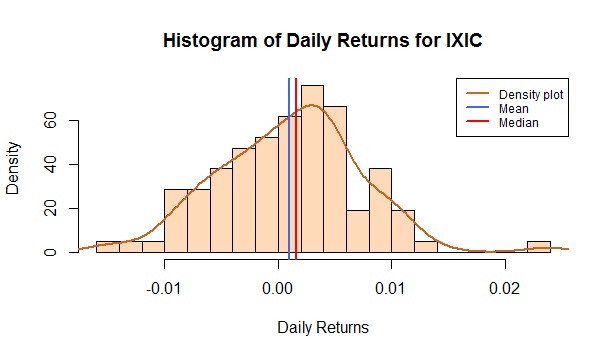 Histogram of Daily Returns for IXIC
Density plot
Mean
Median
Density
60
40
20
0
-0.01
0.00
0.01
0.02
Daily Returns